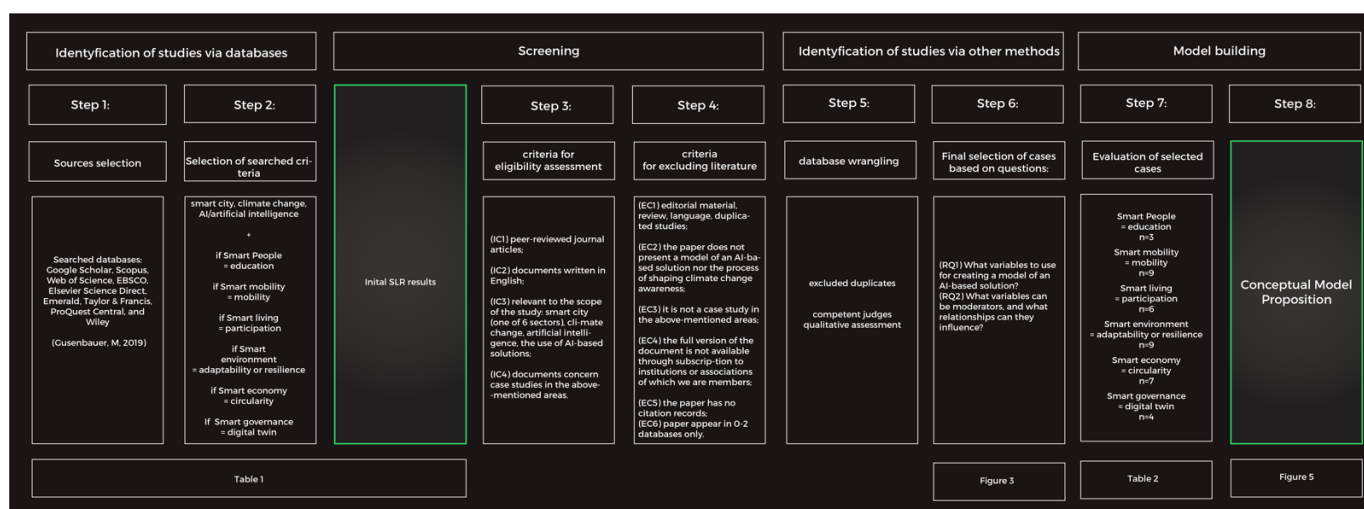 Identyfication of studies via databases
Screening
Identyfication of studies via other methods
Model building
Step 1:
Step 2:
Step 3:
Step 4:
Step 5:
Step 6:
Step 7:
Step 8:
Sources selection
Selection of searched cri-
teria
criteria for
eligibility assessment
criteria
for excluding literature
database wrangling
Final selection of cases
based on questions:
Evaluation of selected
cases
Searched databases:
Google Scholar, Scopus,
Web of Science, EBSCO,
Elsevier Science Direct,
Emerald, Taylor & Francis,
ProQuest Central, and
Wiley
(Gusenbauer, M, 2019)
smart city, climate change,
AI/artificial intelligence
+
if Smart People
= education
if Smart mobility
= mobility
if Smart living
= participation
if Smart
environment
= adaptability or resilience
if Smart economy
= circularity
If Smart governance
= digital twin
Inital SLR results
(IC1) peer-reviewed journal
articles;
(IC2) documents written in
English;
(IC3) relevant to the scope
of the study: smart city
(one of 6 sectors), cli-mate
change, artificial intelli-
gence, the use of AI-based
solutions;
(IC4) documents concern
case studies in the above-
-mentioned areas.
(EC1) editorial material,
review, language, duplica-
ted studies;
(EC2) the paper does not
present a model of an AI-ba-
sed solution nor the process
of shaping climate change
awareness;
(EC3) it is not a case study in
the above-mentioned areas;
(EC4) the full version of the
document is not available
through subscrip-tion to
institutions or associations
of which we are members;
(EC5) the paper has no
citation records;
(EC6) paper appear in 0-2
databases only.
excluded duplicates
competent judges
qualitative assessment
(RQ1) What variables to use
for creating a model of an
AI-based solution?
(RQ2) What variables can
be moderators, and what
relationships can they
influence?
Smart People
= education
n=3
Smart mobility
= mobility
n=9
Smart living
= participation
n=6
Smart environment
= adaptability or resilience
n=9
Smart economy
= circularity
n=7
Smart governance
= digital twin
n=4
Conceptual Model
Proposition
Table 1
Figure 3
Table 2
Figure 5